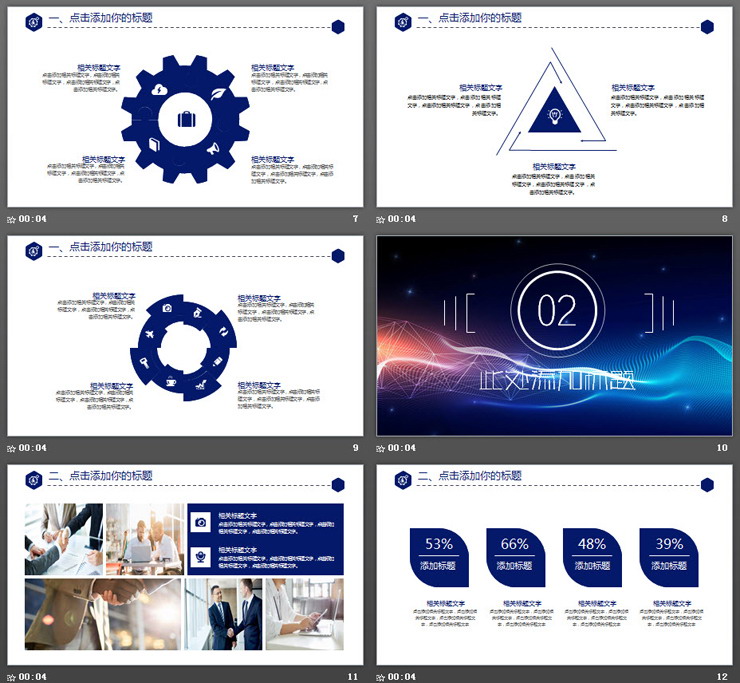 一、点击添加你的标题
相关标题文字
点击添加相关标题文字，点击添加相关
标题文字，点击添加相关标题文字，点
击添加相关标题文字。
相关标题文字
点击添加相关标题文字，点击添加相关
标题文字，点击添加相关标题文字，点
击添加相关标题文字。
相关标题文字
点击添加相关标题文字，点击添加相关
标题文字，点击添加相关标题文字，点
击添加相关标题文字。
相关标题文字
点击添加相关标题文字，点击添加相关
标题文字，点击添加相关标题文字，点
击添加相关标题文字。
00:04
7
一、点击添加你的标题
相关标题文字
点击添加相关标题文字，点击添加相关标题
文字，点击添加相关标题文字，点击添加相
关标题文字。
相关标题文字
点击添加相关标题文字，点击添加相关标题
文字，点击添加相关标题文字，点击添加相
关标题文字。
相关标题文字
点击添加相关标题文字，点击添加相关
标题文字，点击添加相关标题文字，点
击添加相关标题文字。
00:04
8
一、点击添加你的标题
相关标题文字
点击添加相关标题文字，点击添加相关
标题文字，点击添加相关标题文字，点
击添加相关标题文字。
相关标题文字
点击添加相关标题文字，点击添加相关
标题文字，点击添加相关标题文字，点
击添加相关标题文字。
相关标题文字
点击添加相关标题文字，点击添加相关
标题文字，点击添加相关标题文字，点
击添加相关标题文字。
相关标题文字
点击添加相关标题文字，点击添加相关标
题文字，点击添加相关标题文字，点击添
加相关标题文字。
00:04
9
02
此处添加标题
00:04
10
二、点击添加你的标题
相关标题文字
相关标题文字
00:04
11
二、点击添加你的标题
53%
添加标题
66%
添加标题
48%
添加标题
39%
添加标题
相关标题文字
相关标题文字
相关标题文字
相关标题文字
00:04
12